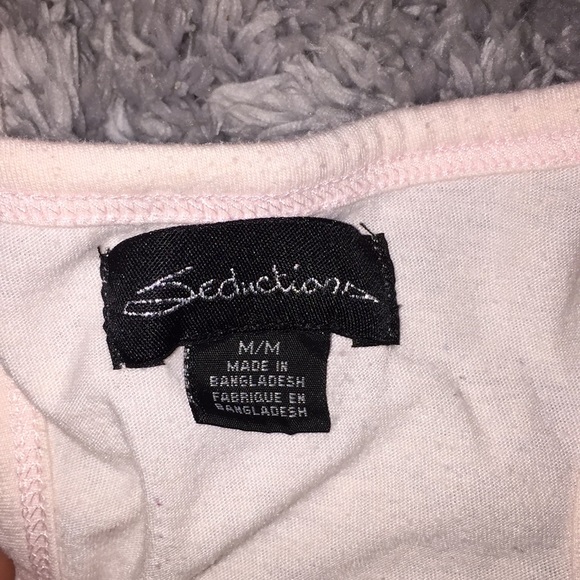 Seductions
M/M
MADE IN
BANGLADESH
FABRIQUE EN
BANGLADESH